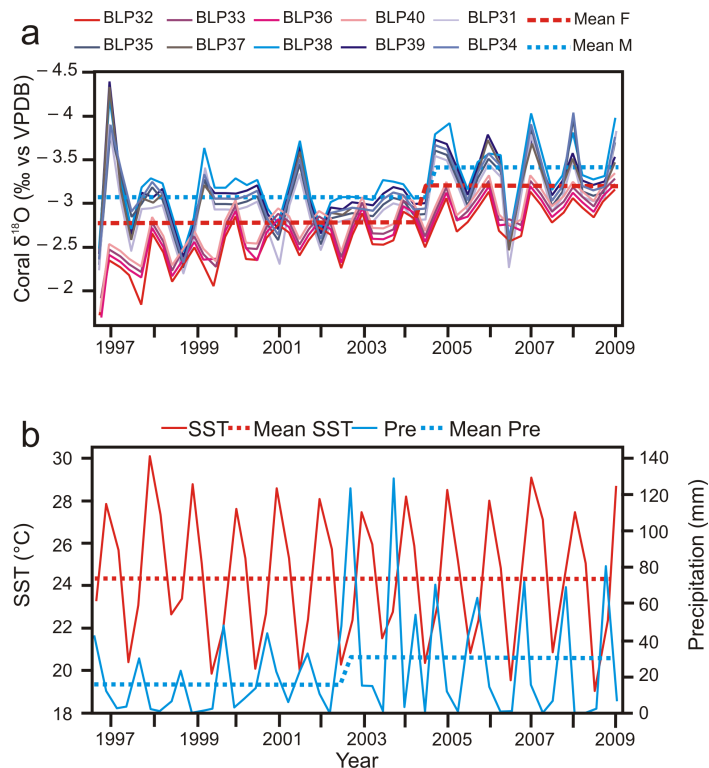 a
BLP32 BLP33 BLP36 BLP40 BLP31 Mean F
BLP35 BLP37 BLP38 BLP39 BLP34 Mean M
Coral δ¹⁸O (‰ vs VPDB)
– 4.5
– 4
– 3.5
– 3
– 2.5
– 2
1997 1999 2001 2003 2005 2007 2009
b
SST Mean SST Pre Mean Pre
SST (°C)
30
28
26
24
22
20
18
140
120
100
80
60
40
20
0
Precipitation (mm)
1997 1999 2001 2003 2005 2007 2009
Year